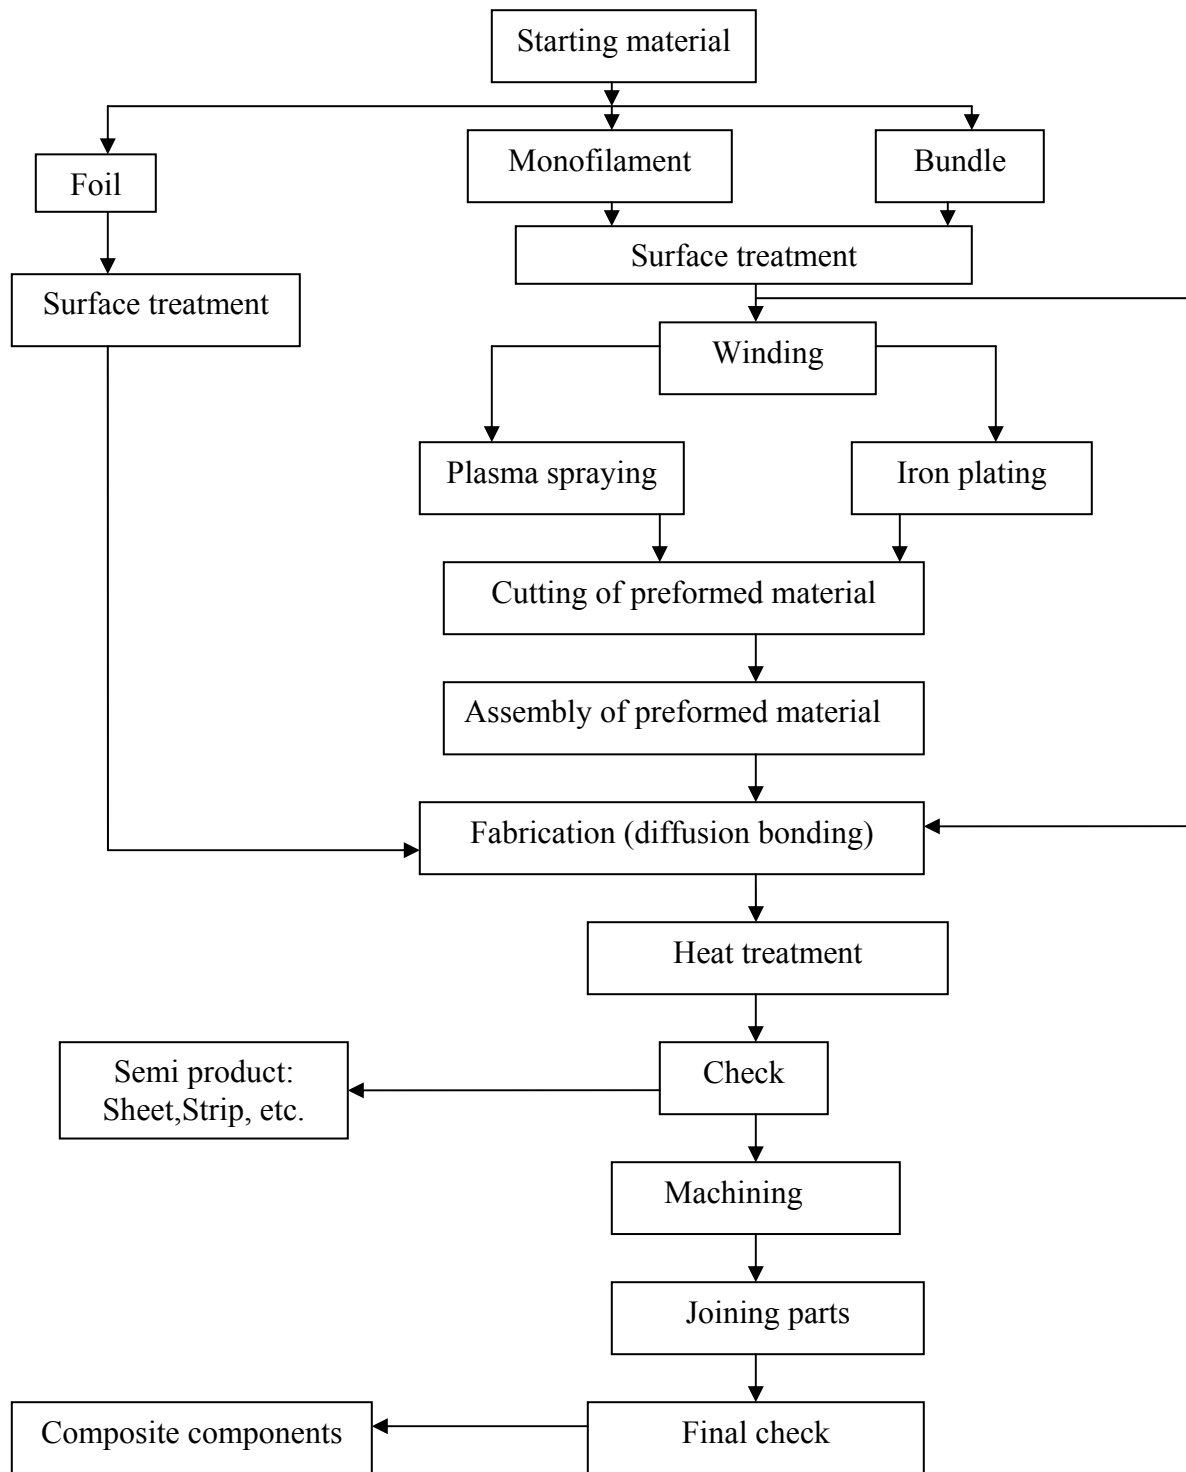 Starting material
Monofilament
Bundle
Foil
Surface treatment
Surface treatment
Winding
Plasma spraying
Iron plating
Cutting of preformed material
Assembly of preformed material
Fabrication (diffusion bonding)
Heat treatment
Semi product:
Sheet,Strip, etc.
Check
Machining
Joining parts
Composite components
Final check